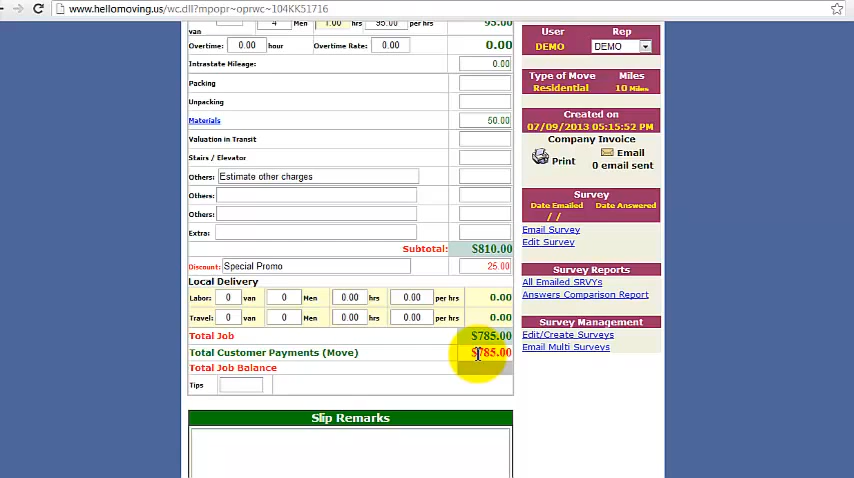 www.hellomoving.us/wc.dll?mpopr~oprwc~104KK51716
van 4 Men 1.00 hrs 95.00 per hrs 95.00
Overtime: 0.00 hour Overtime Rate: 0.00 0.00
Intrastate Mileage: 0.00
Packing
Unpacking
Materials 50.00
Valuation in Transit
Stairs / Elevator
Others: Estimate other charges
Others:
Others:
Extra:
Subtotal: $810.00
Discount: Special Promo 25.00
Local Delivery
Labor: 0 van 0 Men 0.00 hrs 0.00 per hrs 0.00
Travel: 0 van 0 Men 0.00 hrs 0.00 per hrs 0.00
Total Job $785.00
Total Customer Payments (Move) $785.00
Total Job Balance
Tips
Slip Remarks
User Rep
DEMO DEMO
Type of Move Miles
Residential 10 Miles
Created on
07/09/2013 05:15:52 PM
Company Invoice
Print Email
0 email sent
Survey
Date Emailed Date Answered
/ /
Email Survey
Edit Survey
Survey Reports
All Emailed SRVYs
Answers Comparison Report
Survey Management
Edit/Create Surveys
Email Multi Surveys